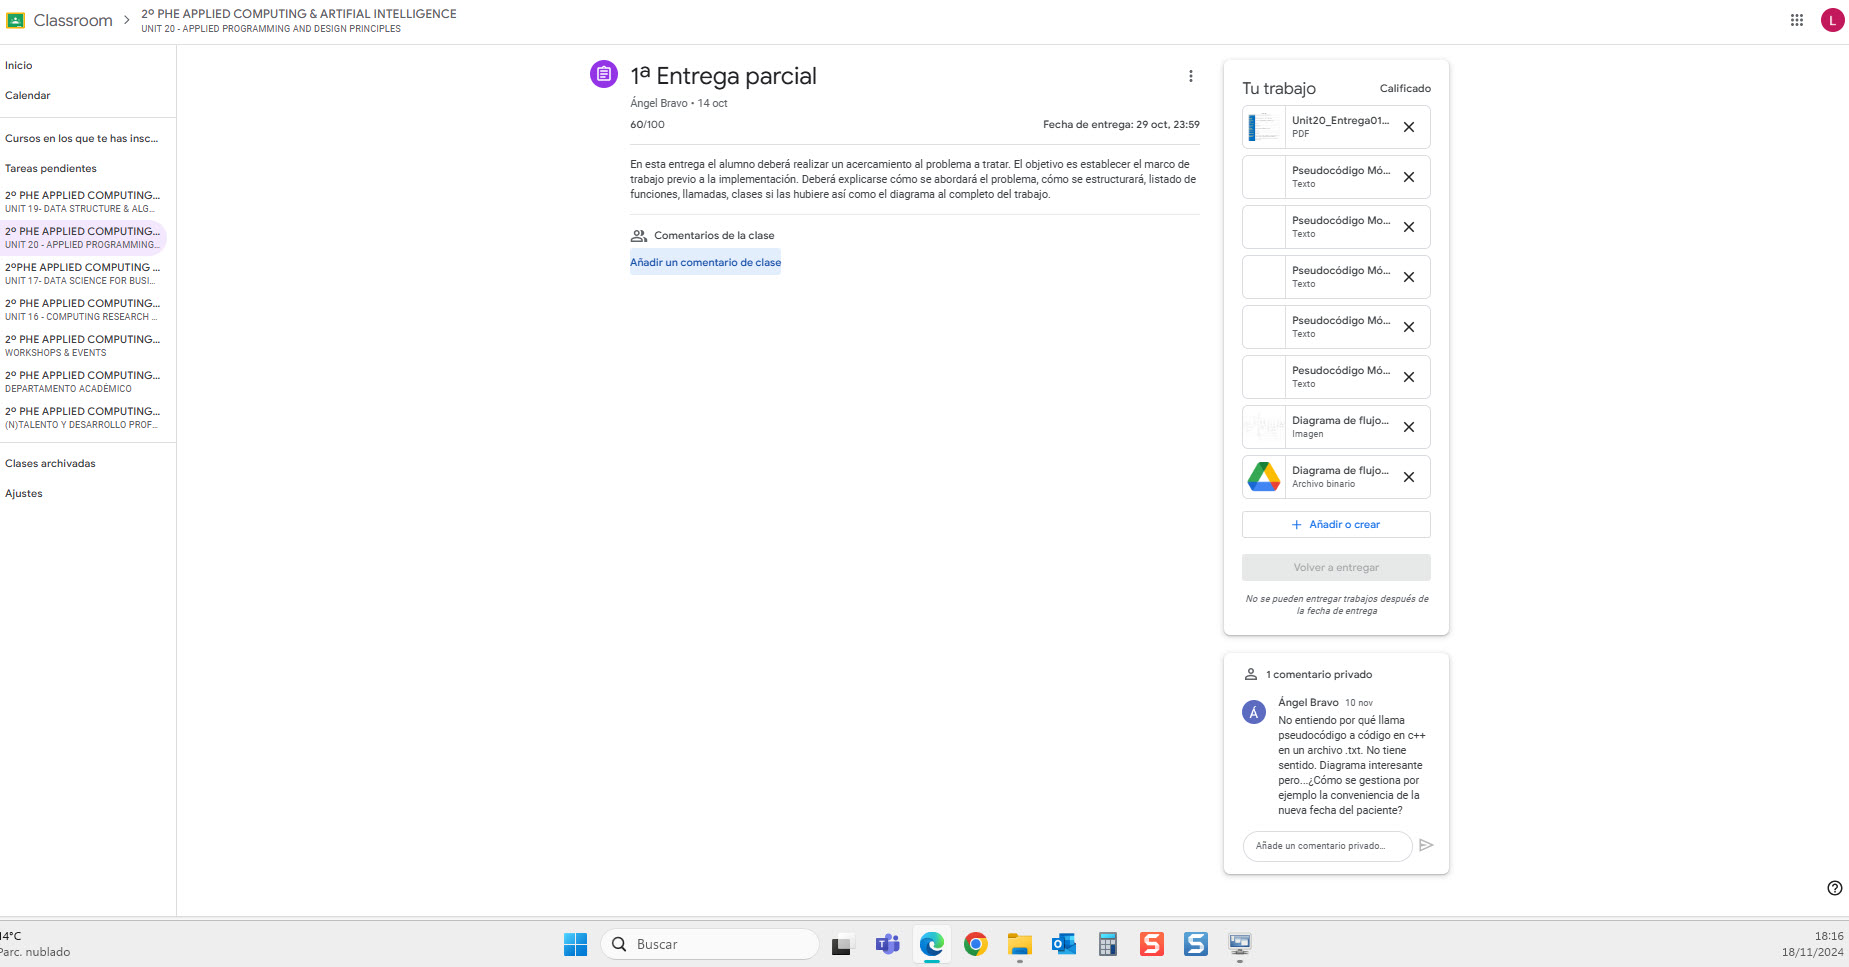 Classroom
2º PHE APPLIED COMPUTING & ARTIFIAL INTELLIGENCE
UNIT 20 - APPLIED PROGRAMMING AND DESIGN PRINCIPLES
L
Inicio
Calendar
Cursos en los que te has insc...
Tareas pendientes
2º PHE APPLIED COMPUTING...
UNIT 19- DATA STRUCTURE & ALG...
2º PHE APPLIED COMPUTING...
UNIT 20 - APPLIED PROGRAMMING...
2ºPHE APPLIED COMPUTING ...
UNIT 17- DATA SCIENCE FOR BUSI...
2º PHE APPLIED COMPUTING...
UNIT 16 - COMPUTING RESEARCH ...
2º PHE APPLIED COMPUTING...
WORKSHOPS & EVENTS
2º PHE APPLIED COMPUTING...
DEPARTAMENTO ACADÉMICO
2º PHE APPLIED COMPUTING...
(N)TALENTO Y DESARROLLO PROF...
Clases archivadas
Ajustes
1ª Entrega parcial
Ángel Bravo • 14 oct
60/100
Fecha de entrega: 29 oct, 23:59
En esta entrega el alumno deberá realizar un acercamiento al problema a tratar. El objetivo es establecer el marco de
trabajo previo a la implementación. Deberá explicarse cómo se abordará el problema, cómo se estructurará, listado de
funciones, llamadas, clases si las hubiere así como el diagrama al completo del trabajo.
Comentarios de la clase
Añadir un comentario de clase
Tu trabajo
Calificado
Unit20_Entrega01...
PDF
Pseudocódigo Mó...
Texto
Pseudocódigo Mo...
Texto
Pseudocódigo Mó...
Texto
Pseudocódigo Mó...
Texto
Pesudocódigo Mó...
Texto
Diagrama de flujo...
Imagen
Diagrama de flujo...
Archivo binario
Añadir o crear
Volver a entregar
No se pueden entregar trabajos después de
la fecha de entrega
1 comentario privado
Á
Ángel Bravo 10 nov
No entiendo por qué llama
pseudocódigo a código en c++
en un archivo .txt. No tiene
sentido. Diagrama interesante
pero...¿Cómo se gestiona por
ejemplo la conveniencia de la
nueva fecha del paciente?
Añade un comentario privado...
14°C
Parc. nublado
Buscar
18:16
18/11/2024